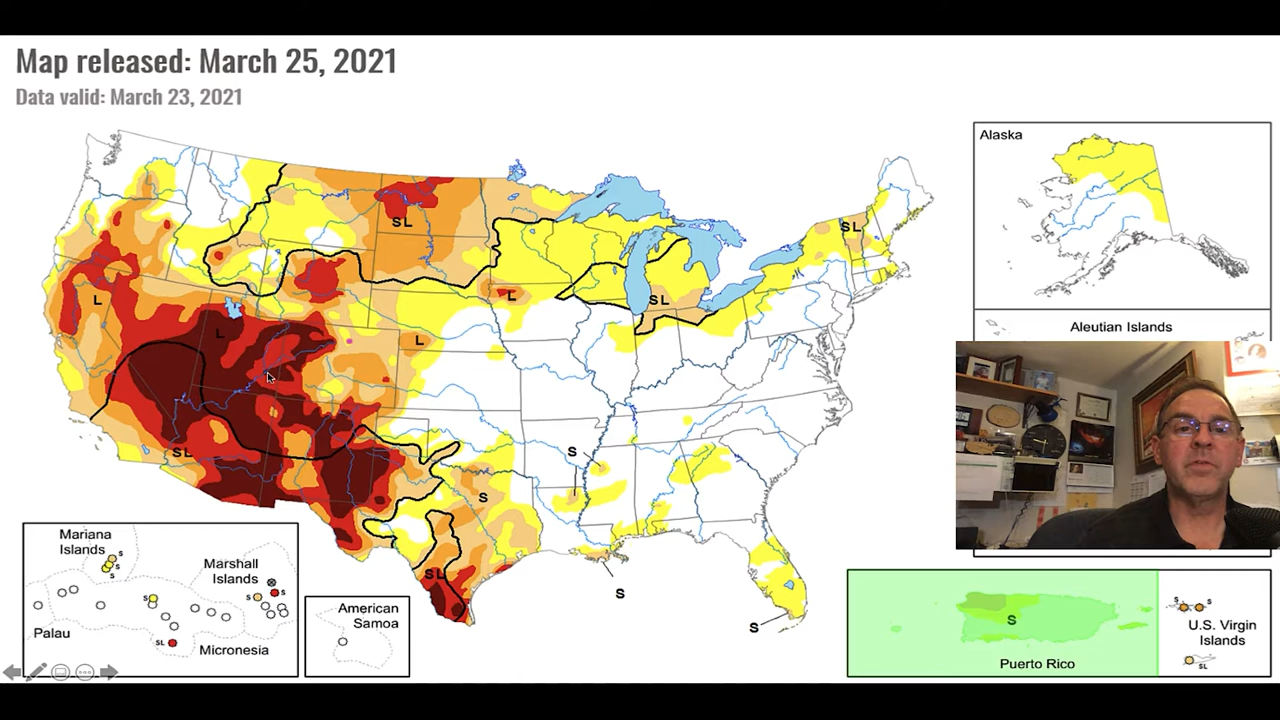 Map released: March 25, 2021
Data valid: March 23, 2021
Alaska
Aleutian Islands
SL
SL
L
L
SL
L
L
S
SL
S
SL
S
S
Mariana
Islands
S
S
S
Marshall
Islands
S
S
S
SL
Palau
Micronesia
American
Samoa
S
Puerto Rico
S
S
U.S. Virgin
Islands
SL